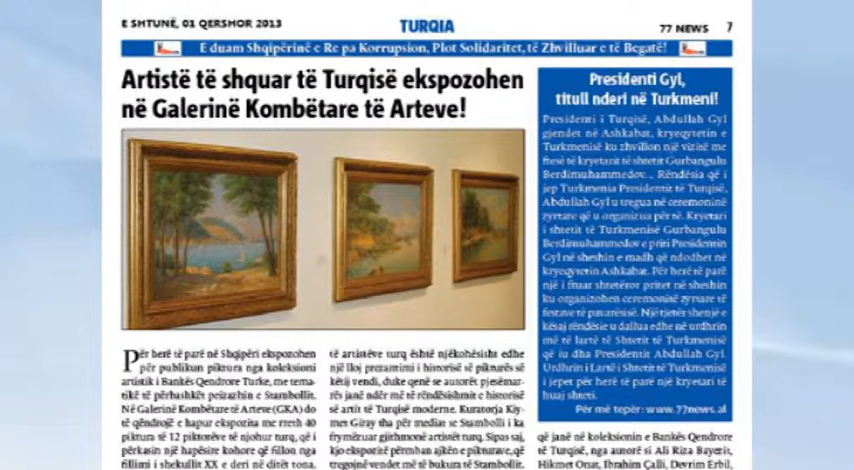 E SHTUNË, 01 QERSHOR 2013
TURQIA
77 NEWS 7
E duam Shqipërinë e Re pa Korrupsion, Plot Solidaritet, të Zhvilluar e të Begatë!
Artistë të shquar të Turqisë ekspozohen
në Galerinë Kombëtare të Arteve!
Për herë të parë në Shqipëri ekspozohen
për publikun piktura nga koleksioni
artistik i Bankës Qendrore Turke, me tema-
tikë të përbashkët peizazhin e Stambollit.
Në Galerinë Kombëtare të Arteve (GKA) do
të qëndrojë e hapur ekspozita me rreth 40
piktura të 12 piktorëve të njohur turq, që i
përkasin një hapësire kohore që fillon nga
fillimi i shekullit XX e deri në ditët tona.
të artistëve turq është njëkohësisht edhe
një lloj prezantimi i historisë së pikturës së
këtij vendi, duke qenë se autorët pjesëmar-
rës janë ndër më të rëndësishmit e historisë
së artit të Turqisë moderne. Kuratorja Kiy-
met Giray tha për mediat se Stambolli i ka
frymëzuar gjithmonë artistët turq. Sipas saj,
kjo ekspozitë përmban ajkën e pikturave, që
tregojnë vendet më të bukura të Stambollit.
Presidenti Gyl,
titull nderi në Turkmeni!
Presidenti i Turqisë, Abdullah Gyl
gjendet në Ashkabat, kryeqytetin e
Turkmenisë ku zhvillon një vizitë me
ftesë të kryetarit të shtetit Gurbangulu
Berdimuhammedov... Rëndësia që i
jep Turkmenia Presidentit të Turqisë,
Abdullah Gyl u tregua në ceremoninë
zyrtare që u organizua për të. Kryetari
i shtetit të Turkmenisë Gurbangulu
Berdimuhammedov e priti Presidentin
Gyl në sheshin e madh që ndodhet në
kryeqytetin Ashkabat. Për herë të parë
një i ftuar shtetëror pritet në sheshin
ku organizohen ceremonitë zyrtare të
festave të pavarësisë. Një tjetër shenjë e
kësaj rëndësie u dallua edhe në urdhrin
më të lartë të Shtetit të Turkmenisë
që iu dha Presidentit Abdullah Gyl.
Urdhri i Lartë i Shtetit të Turkmenisë
i jepet për herë të parë një kryetari të
huaj shteti.
Për më tepër: www.77news.al
që janë në koleksionin e Bankës Qendrore
të Turqisë, nga autorë si Ali Riza Bayerit,
Hikmet Onat, Ibrahim Çalli, Devrim Erbil,